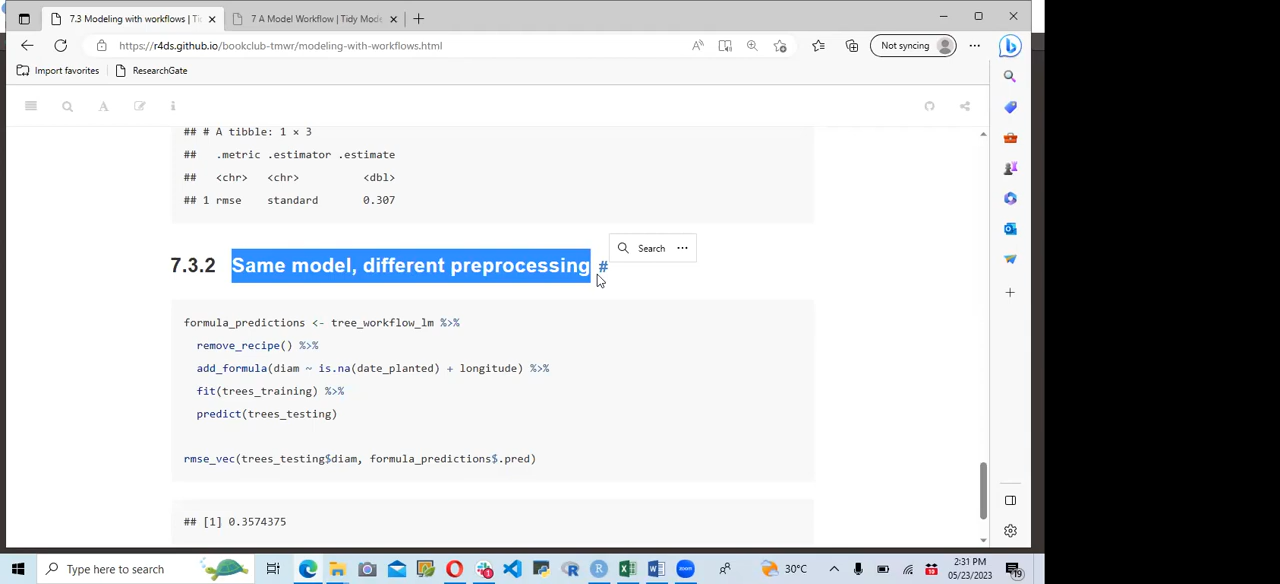 7.3 Modeling with workflows | Tid
7 A Model Workflow | Tidy Mode
https://r4ds.github.io/bookclub-tmwr/modeling-with-workflows.html
Not syncing
Import favorites
ResearchGate
## # A tibble: 1 × 3
##   .metric .estimator .estimate
##   <chr>   <chr>          <dbl>
## 1 rmse    standard       0.307
Search
7.3.2 Same model, different preprocessing #
formula_predictions <- tree_workflow_lm %>%
  remove_recipe() %>%
  add_formula(diam ~ is.na(date_planted) + longitude) %>%
  fit(trees_training) %>%
  predict(trees_testing)
rmse_vec(trees_testing$diam, formula_predictions$.pred)
## [1] 0.3574375
Type here to search
30°C
2:31 PM
05/23/2023